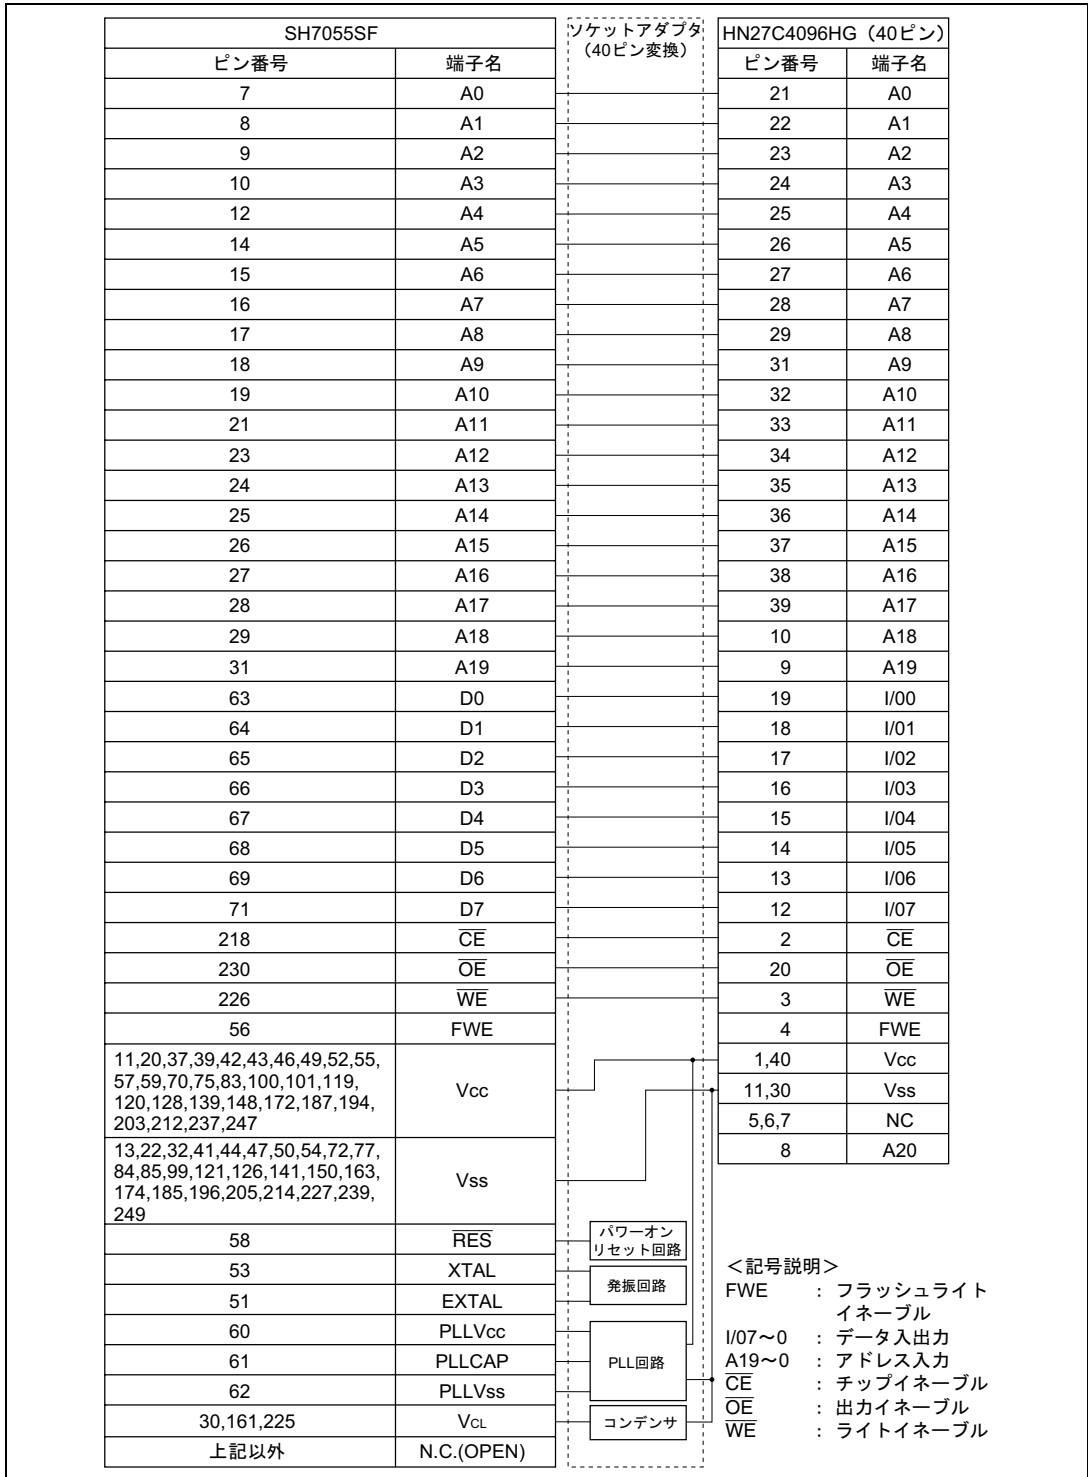 SH7055SF ソケットアダプタ HN27C4096HG（40ピン）
（40ピン変換）
ピン番号 端子名 ピン番号 端子名
7 A0 21 A0
8 A1 22 A1
9 A2 23 A2
10 A3 24 A3
12 A4 25 A4
14 A5 26 A5
15 A6 27 A6
16 A7 28 A7
17 A8 29 A8
18 A9 31 A9
19 A10 32 A10
21 A11 33 A11
23 A12 34 A12
24 A13 35 A13
25 A14 36 A14
26 A15 37 A15
27 A16 38 A16
28 A17 39 A17
29 A18 10 A18
31 A19 9 A19
63 D0 19 I/00
64 D1 18 I/01
65 D2 17 I/02
66 D3 16 I/03
67 D4 15 I/04
68 D5 14 I/05
69 D6 13 I/06
71 D7 12 I/07
218 C̅E̅ 2 C̅E̅
230 O̅E̅ 20 O̅E̅
226 W̅E̅ 3 W̅E̅
56 FWE 4 FWE
11,20,37,39,42,43,46,49,52,55,
57,59,70,75,83,100,101,119,
120,128,139,148,172,187,194,
203,212,237,247
Vcc
1,40 Vcc
11,30 Vss
5,6,7 NC
8 A20
13,22,32,41,44,47,50,54,72,77,
84,85,99,121,126,141,150,163,
174,185,196,205,214,227,239,
249
Vss
58 R̅E̅S̅
パワーオン
リセット回路
53 XTAL
51 EXTAL
発振回路
60 PLLVcc
61 PLLCAP PLL回路
62 PLLVss
30,161,225 VCL コンデンサ
上記以外 N.C.(OPEN)
＜記号説明＞
FWE : フラッシュライト
イネーブル
I/07～0 : データ入出力
A19～0 : アドレス入力
C̅E̅ : チップイネーブル
O̅E̅ : 出力イネーブル
W̅E̅ : ライトイネーブル